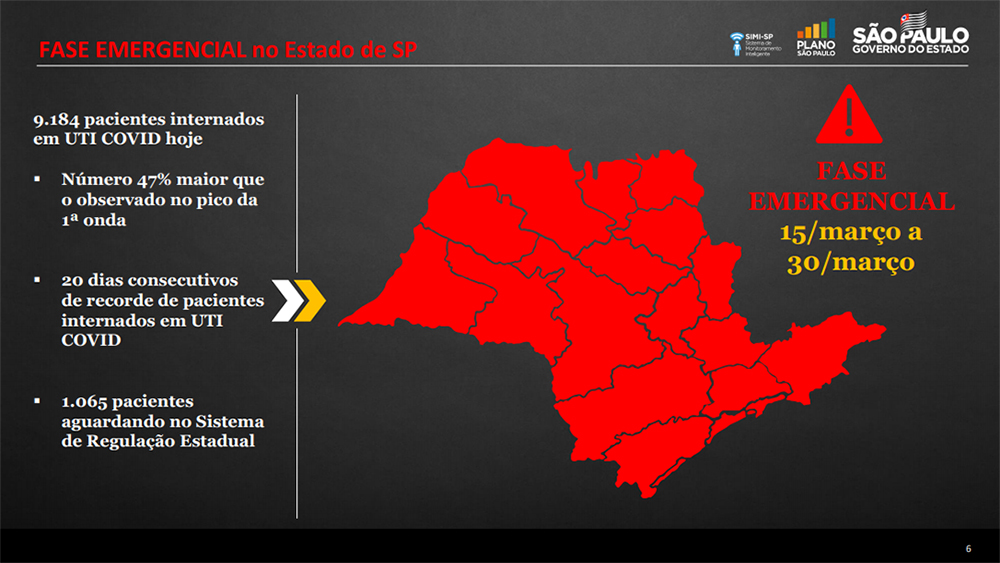 FASE EMERGENCIAL no Estado de SP
SIMI-SP
Sistema de
Monitoramento
Inteligente
PLANO
SÃO PAULO
SÃO PAULO
GOVERNO DO ESTADO
9.184 pacientes internados
em UTI COVID hoje
▪ Número 47% maior que
o observado no pico da
1ª onda
▪ 20 dias consecutivos
de recorde de pacientes
internados em UTI
COVID
▪ 1.065 pacientes
aguardando no Sistema
de Regulação Estadual
FASE
EMERGENCIAL
15/março a
30/março
6